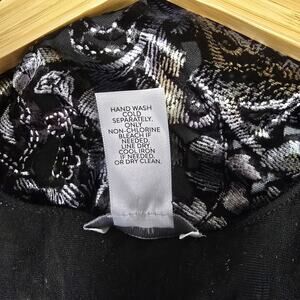 HAND WASH
COLD
SEPARATELY,
ONLY
NON-CHLORINE
BLEACH IF
NEEDED,
LINE DRY,
COOL IRON
IF NEEDED,
OR DRY CLEAN.